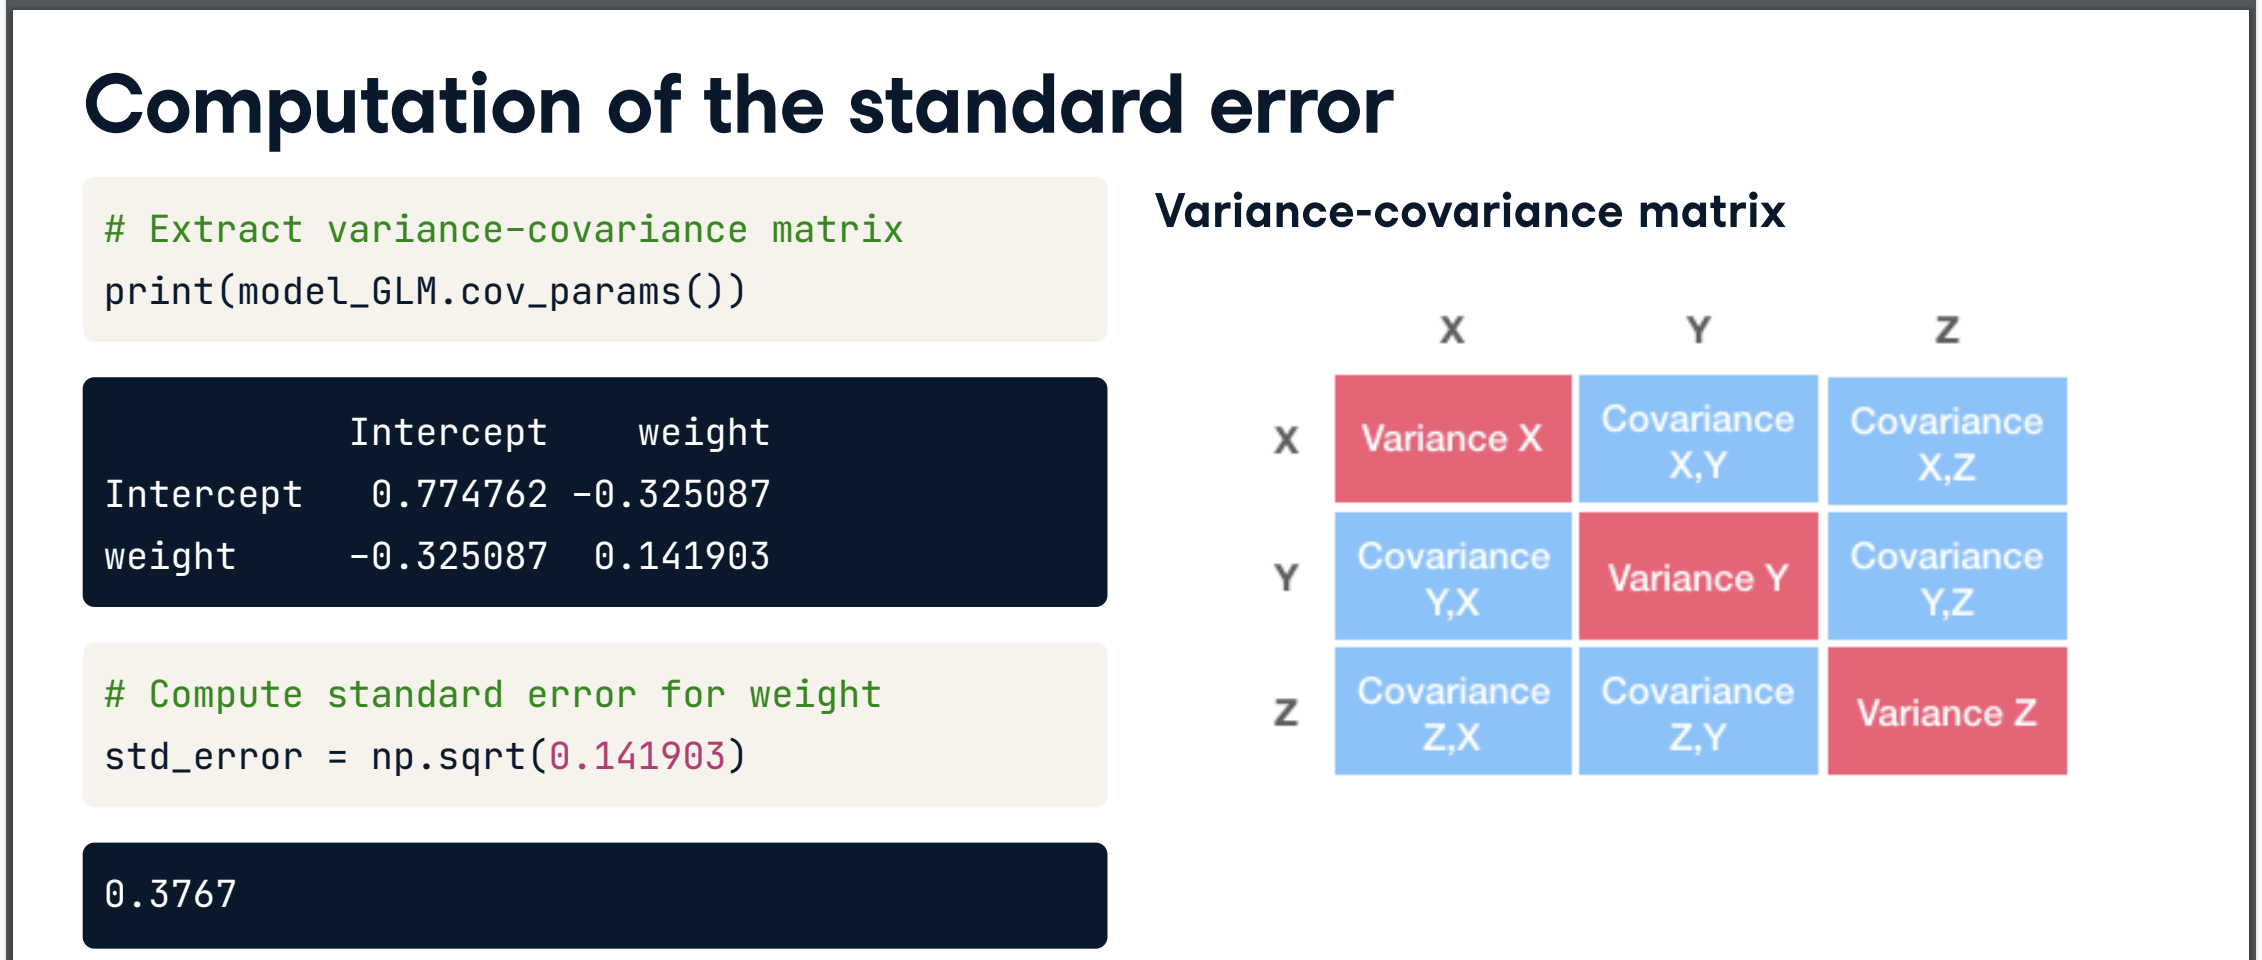 Computation of the standard error
# Extract variance-covariance matrix
print(model_GLM.cov_params())
Intercept weight
Intercept 0.774762 -0.325087
weight -0.325087 0.141903
# Compute standard error for weight
std_error = np.sqrt(0.141903)
0.3767
Variance-covariance matrix
X Y Z
X Variance X Covariance X,Y Covariance X,Z
Y Covariance Y,X Variance Y Covariance Y,Z
Z Covariance Z,X Covariance Z,Y Variance Z